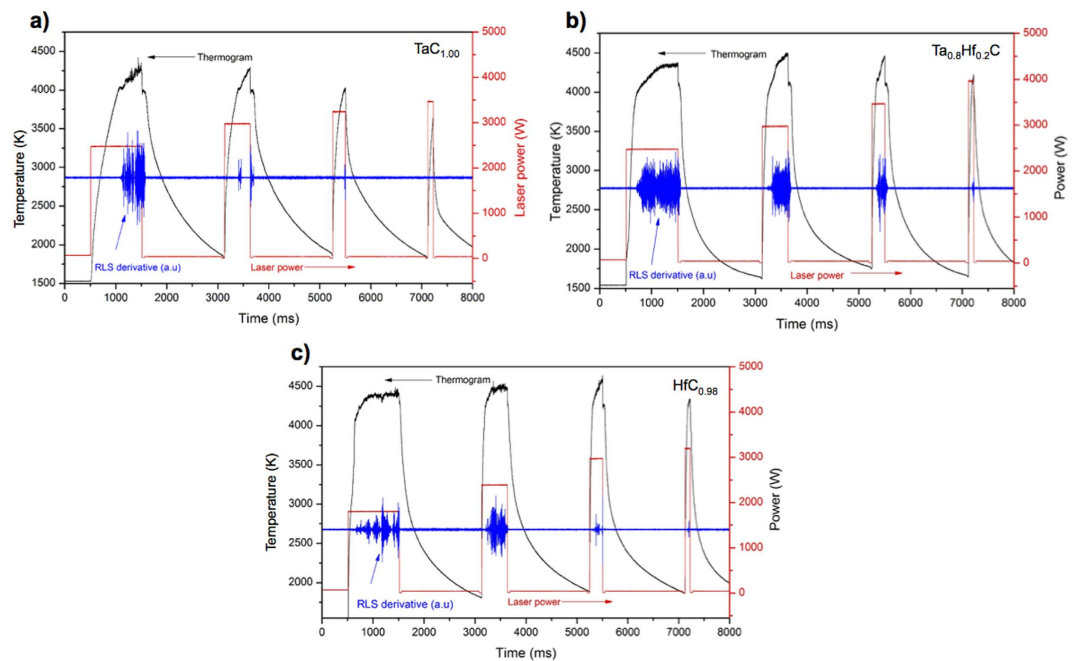 a)
TaC1.00
Thermogram
RLS derivative (a.u)
Laser power
Temperature (K)
4500
4000
3500
3000
2500
2000
1500
Laser power (W)
5000
4000
3000
2000
1000
0
0 1000 2000 3000 4000 5000 6000 7000 8000
Time (ms)
b)
Ta0.8Hf0.2C
Thermogram
RLS derivative (a.u)
Laser power
Temperature (K)
4500
4000
3500
3000
2500
2000
1500
Power (W)
5000
4000
3000
2000
1000
0
0 1000 2000 3000 4000 5000 6000 7000 8000
Time (ms)
c)
HfC0.98
Thermogram
RLS derivative (a.u)
Laser power
Temperature (K)
4500
4000
3500
3000
2500
2000
Power (W)
5000
4000
3000
2000
1000
0
0 1000 2000 3000 4000 5000 6000 7000 8000
Time (ms)